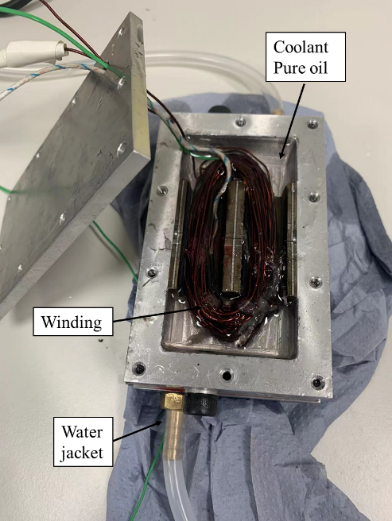 Coolant
Pure oil
Winding
Water
jacket